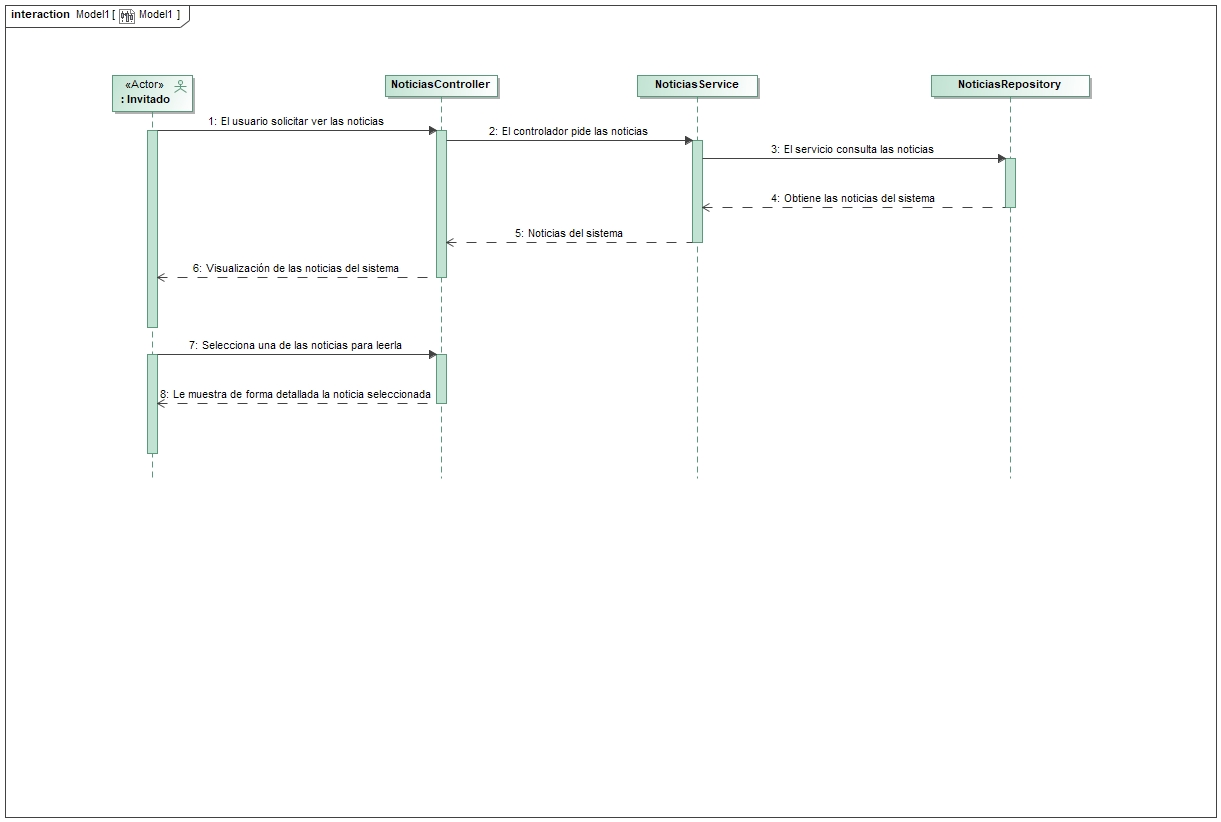 interaction Model1 [ Model1 ]
«Actor»
: Invitado
NoticiasController
NoticiasService
NoticiasRepository
1: El usuario solicitar ver las noticias
2: El controlador pide las noticias
3: El servicio consulta las noticias
4: Obtiene las noticias del sistema
5: Noticias del sistema
6: Visualización de las noticias del sistema
7: Selecciona una de las noticias para leerla
8: Le muestra de forma detallada la noticia seleccionada